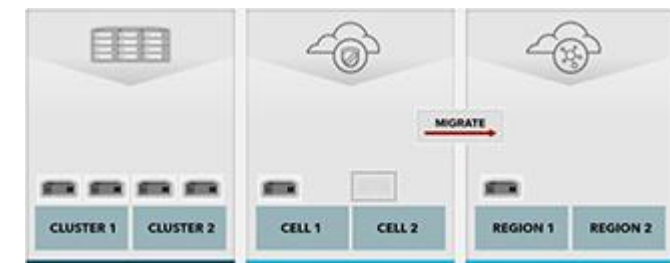 MIGRATE
CLUSTER 1
CLUSTER 2
CELL 1
CELL 2
REGION 1
REGION 2